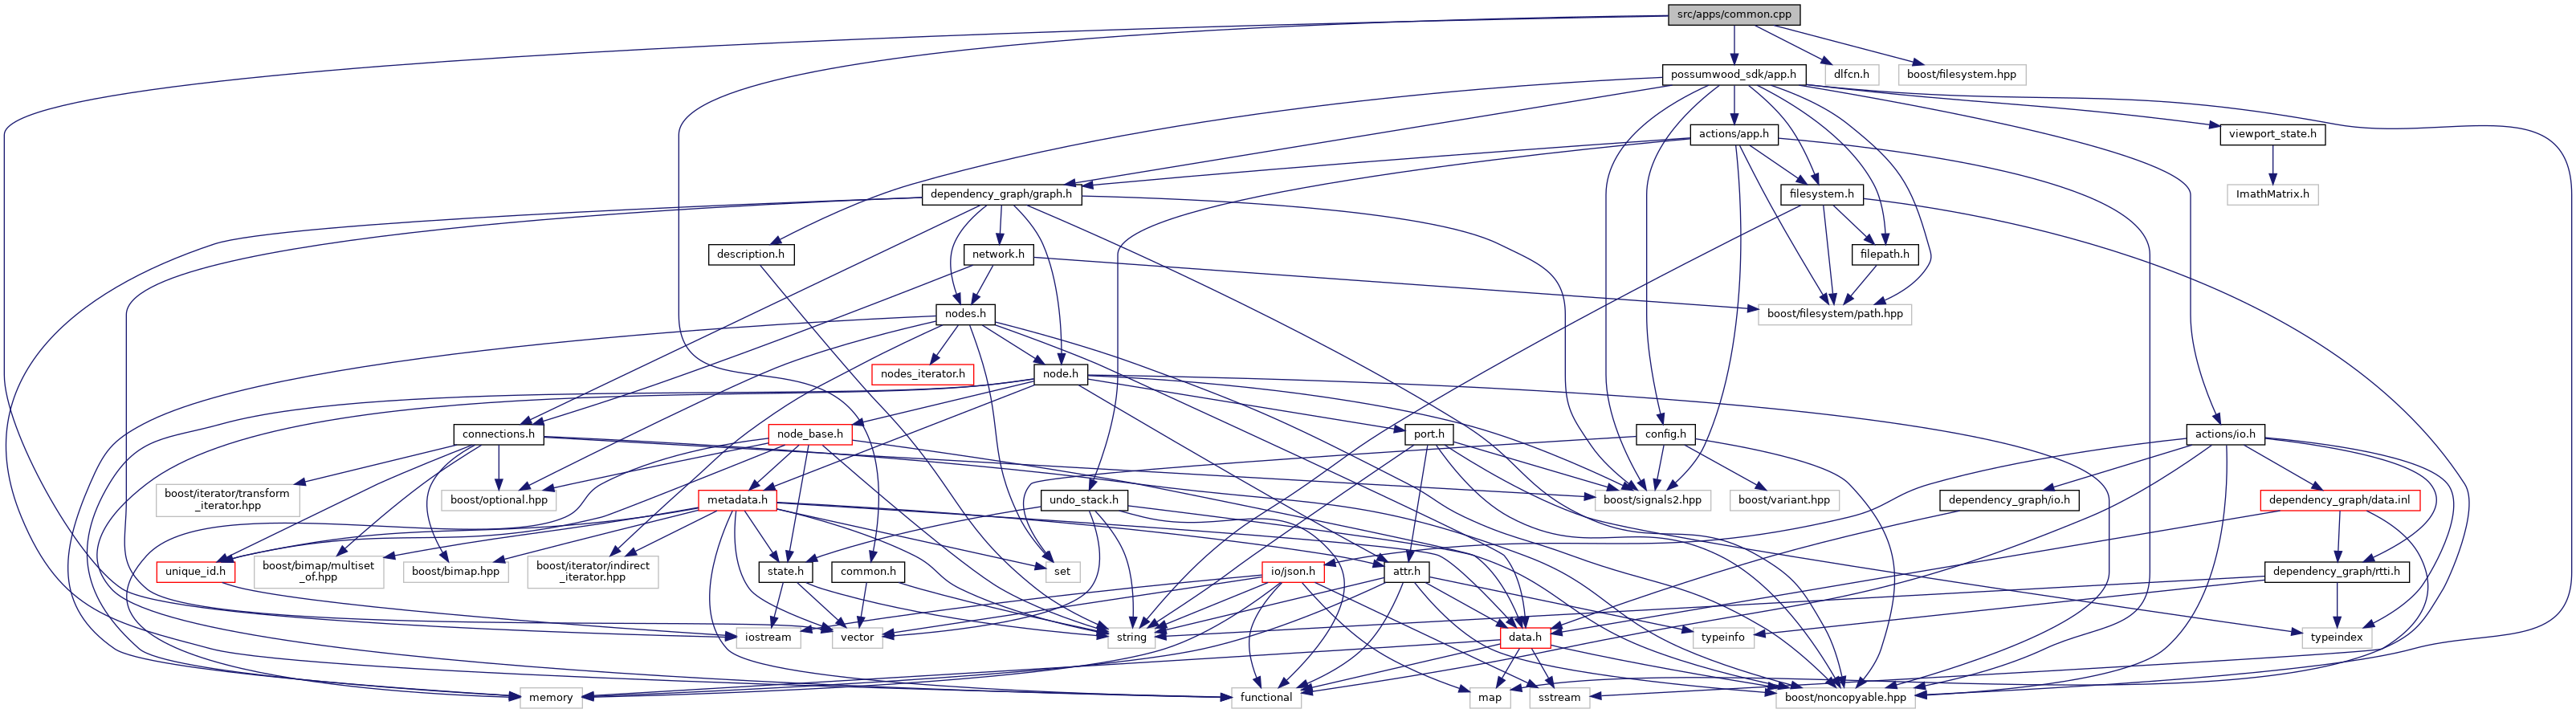 src/apps/common.cpp
possumwood_sdk/app.h
dlfcn.h
boost/filesystem.hpp
actions/app.h
viewport_state.h
dependency_graph/graph.h
filesystem.h
ImathMatrix.h
description.h
network.h
filepath.h
nodes.h
boost/filesystem/path.hpp
nodes_iterator.h
node.h
connections.h
node_base.h
port.h
config.h
actions/io.h
boost/iterator/transform
_iterator.hpp
boost/optional.hpp
metadata.h
undo_stack.h
boost/signals2.hpp
boost/variant.hpp
dependency_graph/io.h
dependency_graph/data.inl
unique_id.h
boost/bimap/multiset
_of.hpp
boost/bimap.hpp
boost/iterator/indirect
_iterator.hpp
state.h
common.h
set
io/json.h
attr.h
dependency_graph/rtti.h
iostream
vector
string
data.h
typeinfo
typeindex
memory
functional
map
sstream
boost/noncopyable.hpp